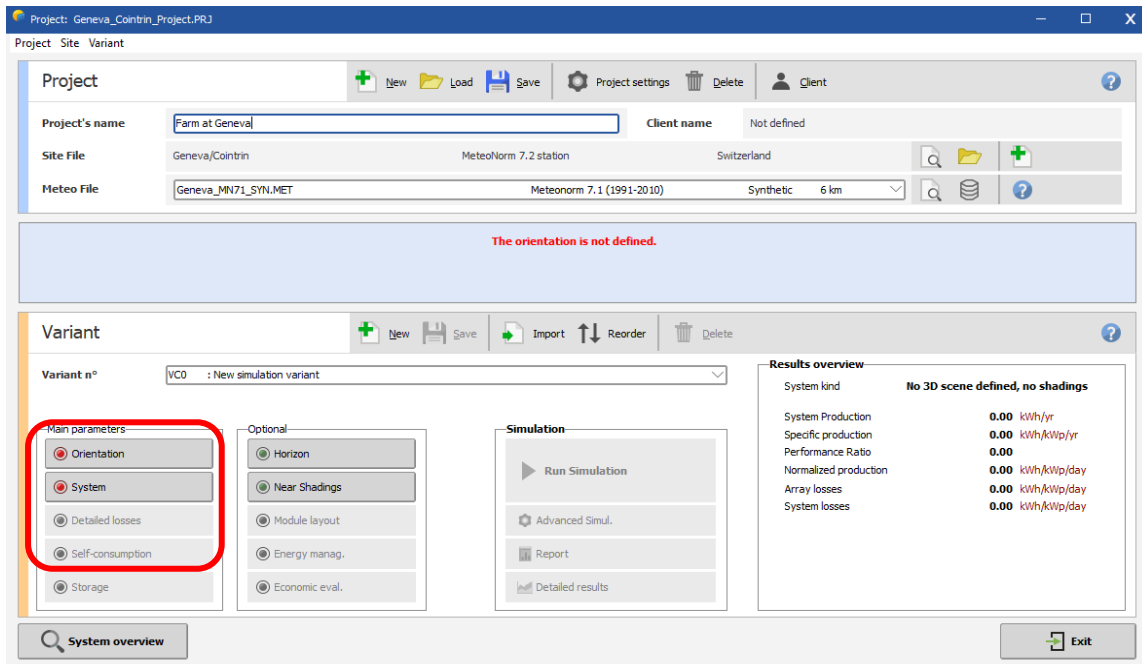 Project: Geneva_Cointrin_Project.PRJ
Project Site Variant
Project New Load Save Project settings Delete Client
Project's name Farm at Geneva Client name Not defined
Site File Geneva/Cointrin MeteoNorm 7.2 station Switzerland
Meteo File Geneva_MN71_SYN.MET Meteonorm 7.1 (1991-2010) Synthetic 6 km
The orientation is not defined.
Variant New Save Import Reorder Delete
Variant n° VC0 : New simulation variant
Main parameters
Orientation
System
Detailed losses
Self-consumption
Storage
Optional
Horizon
Near Shadings
Module layout
Energy manag.
Economic eval.
Simulation
Run Simulation
Advanced Simul.
Report
Detailed results
Results overview
System kind No 3D scene defined, no shadings
System Production 0.00 kWh/yr
Specific production 0.00 kWh/kWp/yr
Performance Ratio 0.00
Normalized production 0.00 kWh/kWp/day
Array losses 0.00 kWh/kWp/day
System losses 0.00 kWh/kWp/day
System overview
Exit